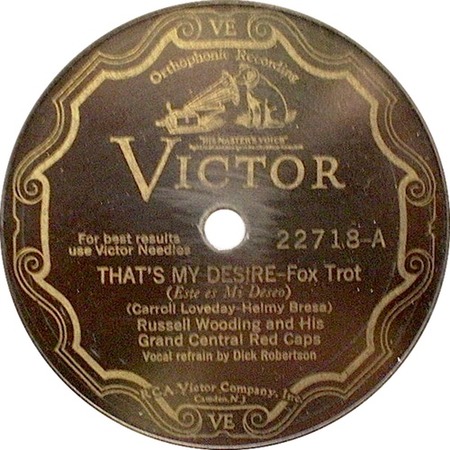 VE
Orthophonic Recording
"HIS MASTER'S VOICE"
VICTOR
For best results
use Victor Needles
22718-A
THAT'S MY DESIRE-Fox Trot
(Este es Mi Deseo)
(Carroll Loveday-Helmy Bresa)
Russell Wooding and His
Grand Central Red Caps
Vocal refrain by Dick Robertson
R.C.A. Victor Company, Inc.
Camden, N.J.
VE